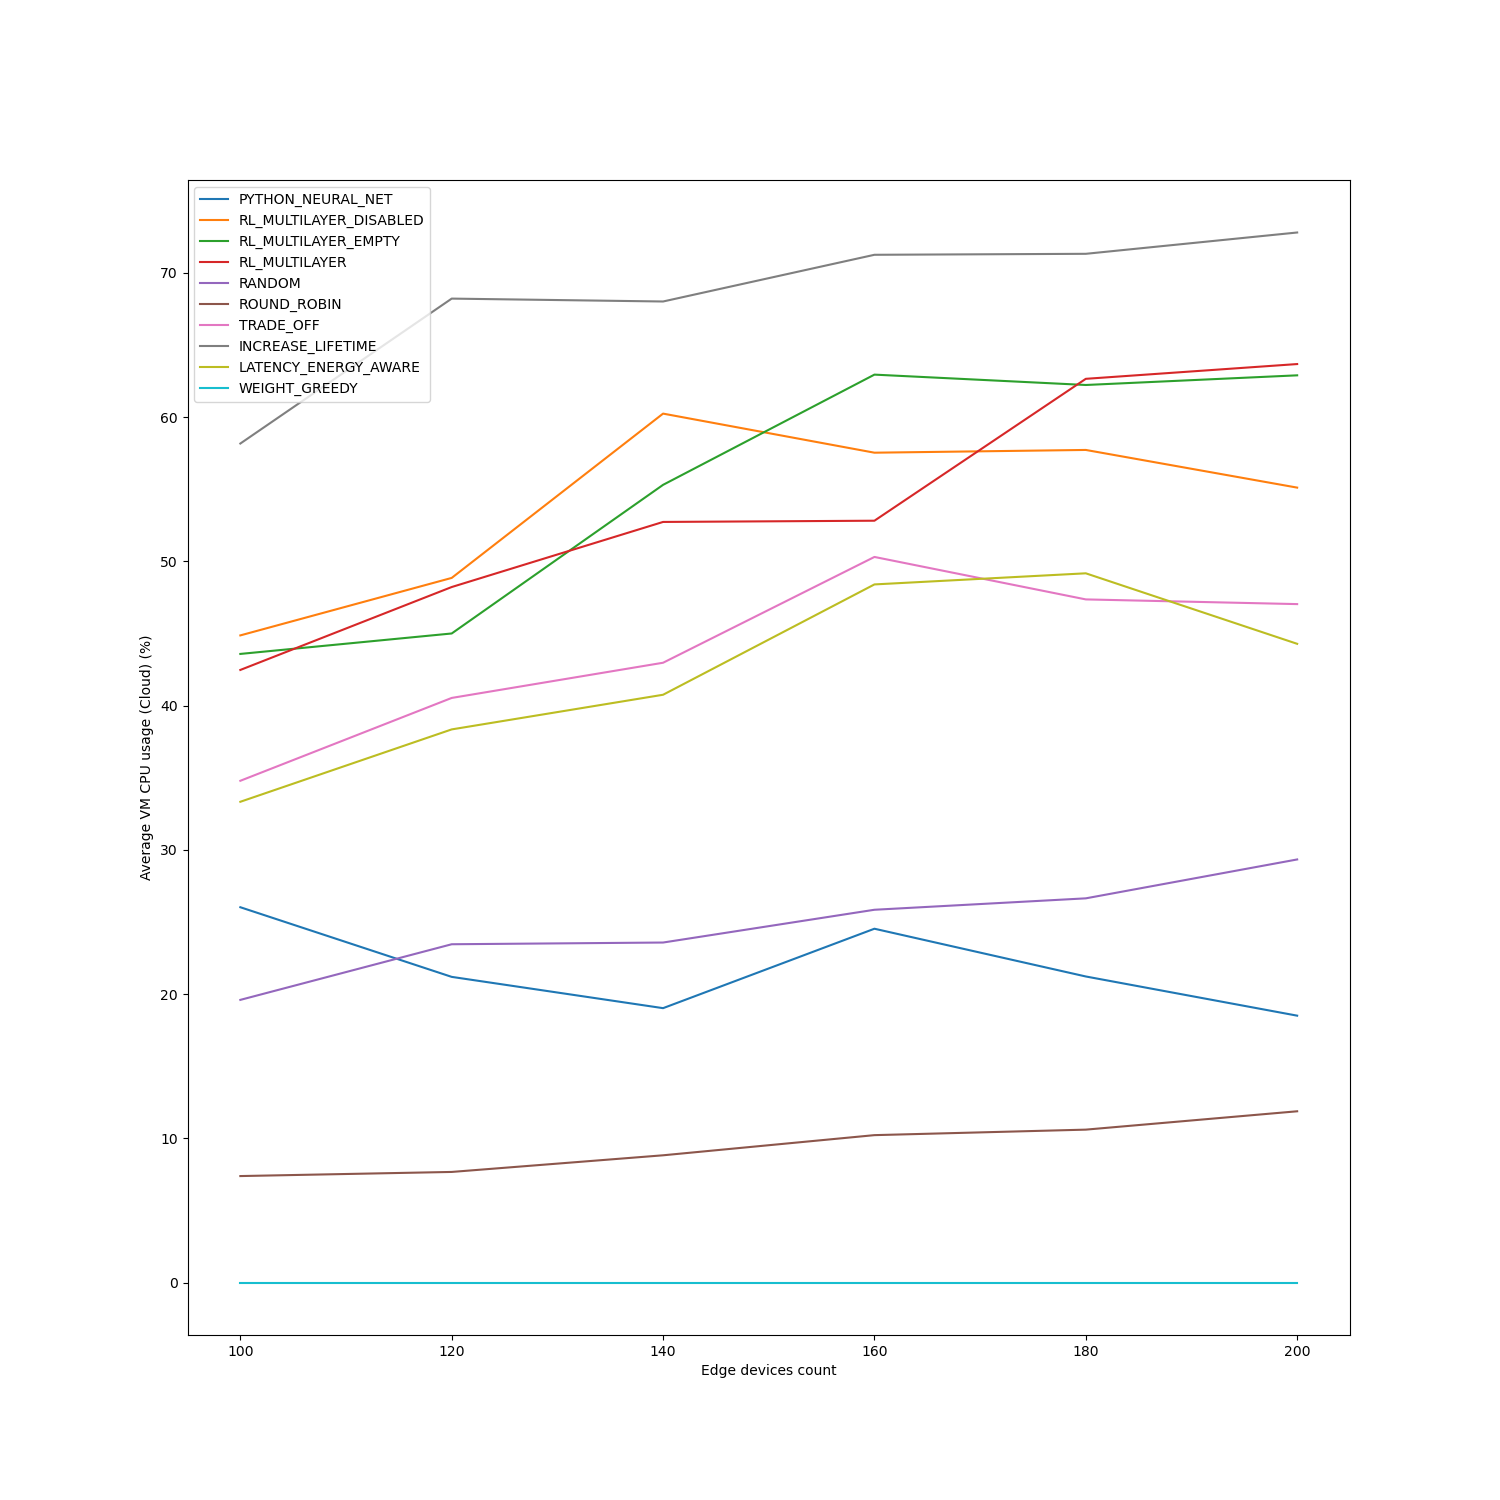 PYTHON_NEURAL_NET
RL_MULTILAYER_DISABLED
RL_MULTILAYER_EMPTY
RL_MULTILAYER
RANDOM
ROUND_ROBIN
TRADE_OFF
INCREASE_LIFETIME
LATENCY_ENERGY_AWARE
WEIGHT_GREEDY
Average VM CPU usage (Cloud) (%)
70
60
50
40
30
20
10
0
100 120 140 160 180 200
Edge devices count